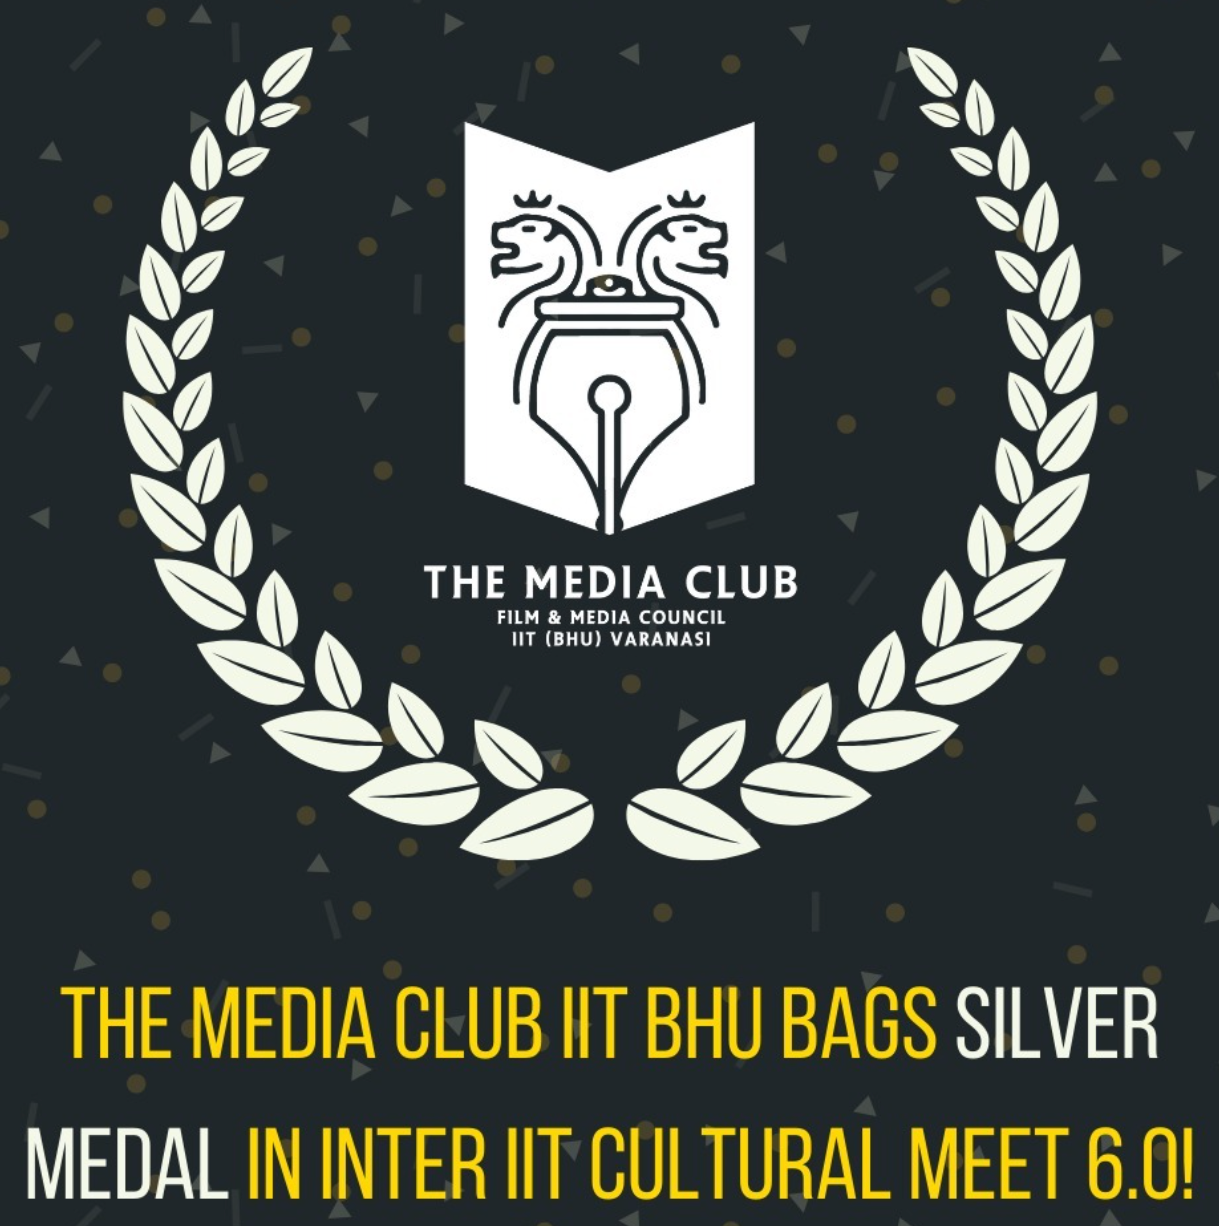 THE MEDIA CLUB
FILM & MEDIA COUNCIL
IIT (BHU) VARANASI
THE MEDIA CLUB IIT BHU BAGS SILVER
MEDAL IN INTER IIT CULTURAL MEET 6.0!